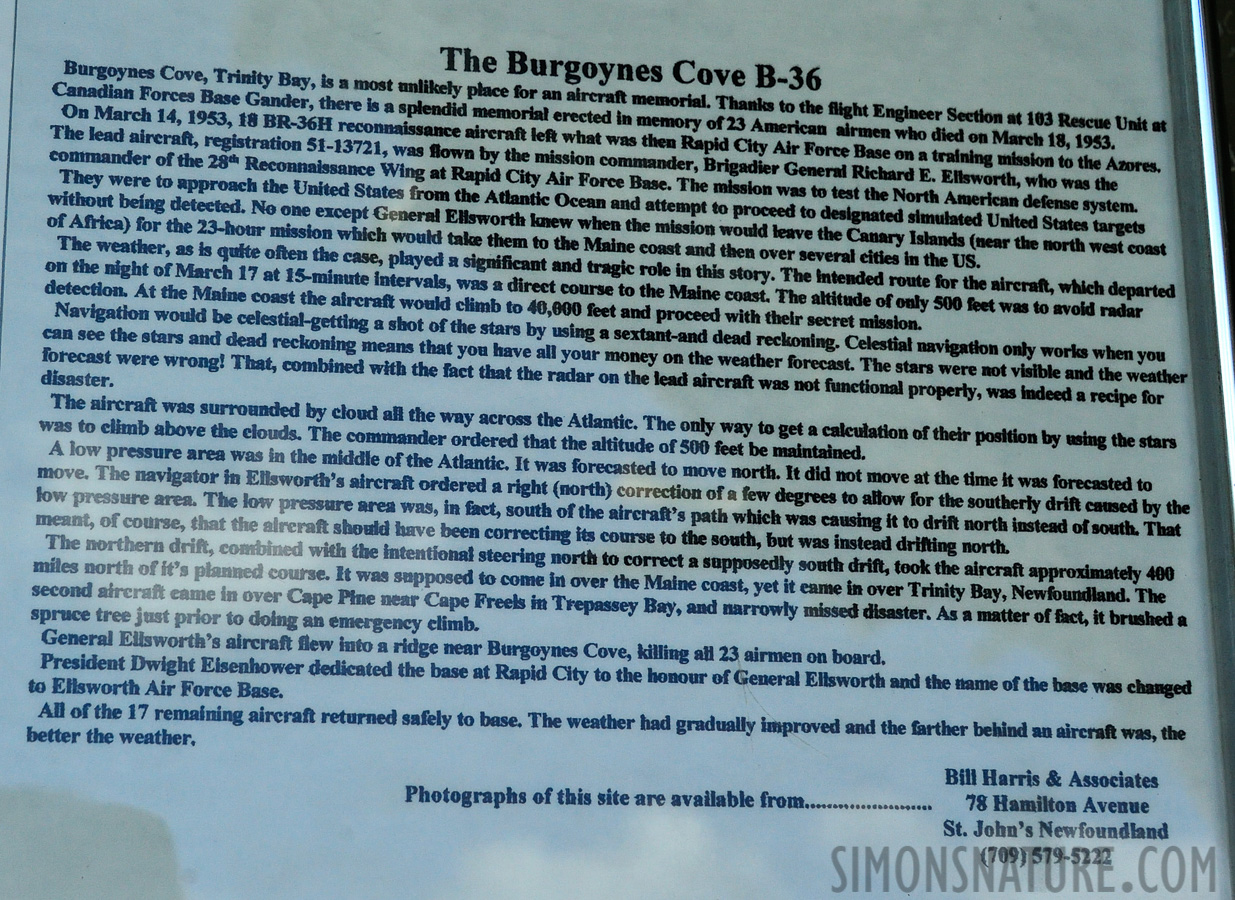 The Burgoynes Cove B-36
Burgoynes Cove, Trinity Bay, is a most unlikely place for an aircraft memorial. Thanks to the flight Engineer Section at 103 Rescue Unit at
Canadian Forces Base Gander, there is a splendid memorial erected in memory of 23 American airmen who died on March 18, 1953.
On March 14, 1953, 18 BR-36H reconnaissance aircraft left what was then Rapid City Air Force Base on a training mission to the Azores.
The lead aircraft, registration 51-13721, was flown by the mission commander, Brigadier General Richard E. Ellsworth, who was the
commander of the 28th Reconnaissance Wing at Rapid City Air Force Base. The mission was to test the North American defense system.
They were to approach the United States from the Atlantic Ocean and attempt to proceed to designated simulated United States targets
without being detected. No one except General Ellsworth knew when the mission would leave the Canary Islands (near the north west coast
of Africa) for the 23-hour mission which would take them to the Maine coast and then over several cities in the US.
The weather, as is quite often the case, played a significant and tragic role in this story. The intended route for the aircraft, which departed
on the night of March 17 at 15-minute intervals, was a direct course to the Maine coast. The altitude of only 500 feet was to avoid radar
detection. At the Maine coast the aircraft would climb to 40,000 feet and proceed with their secret mission.
Navigation would be celestial-getting a shot of the stars by using a sextant-and dead reckoning. Celestial navigation only works when you
can see the stars and dead reckoning means that you have all your money on the weather forecast. The stars were not visible and the weather
forecast were wrong! That, combined with the fact that the radar on the lead aircraft was not functional properly, was indeed a recipe for
disaster.
The aircraft was surrounded by cloud all the way across the Atlantic. The only way to get a calculation of their position by using the stars
was to climb above the clouds. The commander ordered that the altitude of 500 feet be maintained.
A low pressure area was in the middle of the Atlantic. It was forecasted to move north. It did not move at the time it was forecasted to
move. The navigator in Ellsworth's aircraft ordered a right (north) correction of a few degrees to allow for the southerly drift caused by the
low pressure area. The low pressure area was, in fact, south of the aircraft's path which was causing it to drift north instead of south. That
meant, of course, that the aircraft should have been correcting its course to the south, but was instead drifting north.
The northern drift, combined with the intentional steering north to correct a supposedly south drift, took the aircraft approximately 400
miles north of it's planned course. It was supposed to come in over the Maine coast, yet it came in over Trinity Bay, Newfoundland. The
second aircraft came in over Cape Pine near Cape Freels in Trepassey Bay, and narrowly missed disaster. As a matter of fact, it brushed a
spruce tree just prior to doing an emergency climb.
General Ellsworth's aircraft flew into a ridge near Burgoynes Cove, killing all 23 airmen on board.
President Dwight Eisenhower dedicated the base at Rapid City to the honour of General Ellsworth and the name of the base was changed
to Ellsworth Air Force Base.
All of the 17 remaining aircraft returned safely to base. The weather had gradually improved and the farther behind an aircraft was, the
better the weather.
Bill Harris & Associates
Photographs of this site are available from......................
78 Hamilton Avenue
St. John's Newfoundland
(709) 579-5222
SIMONSNATURE.COM